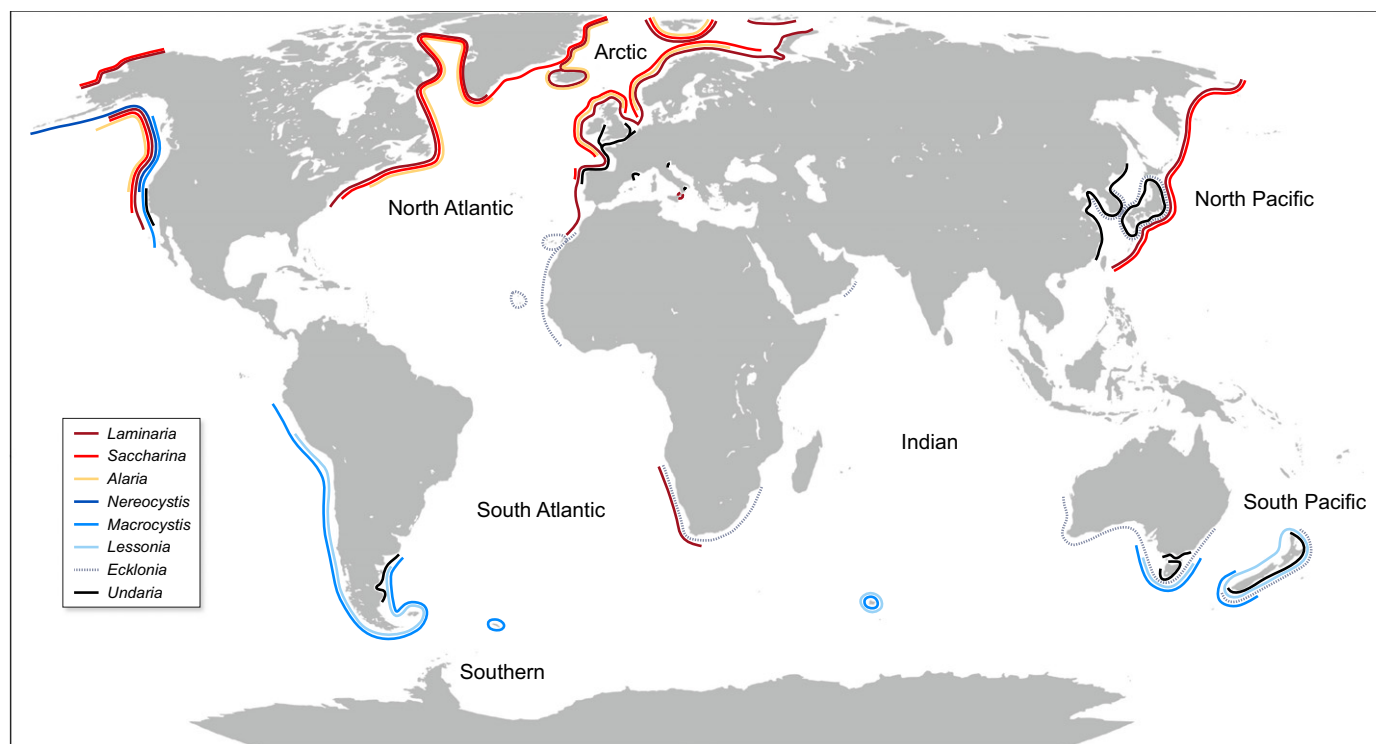 Arctic
North Atlantic
North Pacific
Indian
South Atlantic
South Pacific
Southern
Laminaria
Saccharina
Alaria
Nereocystis
Macrocystis
Lessonia
Ecklonia
Undaria